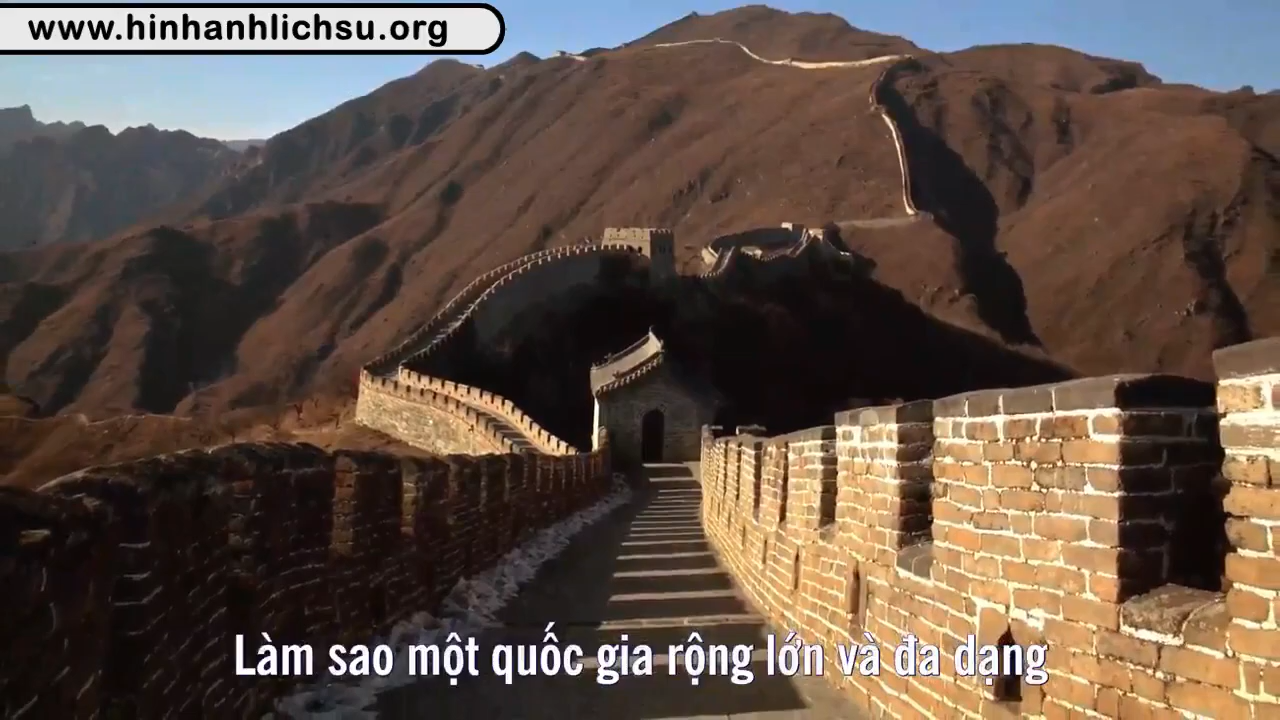 www.hinhanhlichsu.org
Làm sao một quốc gia rộng lớn và đa dạng